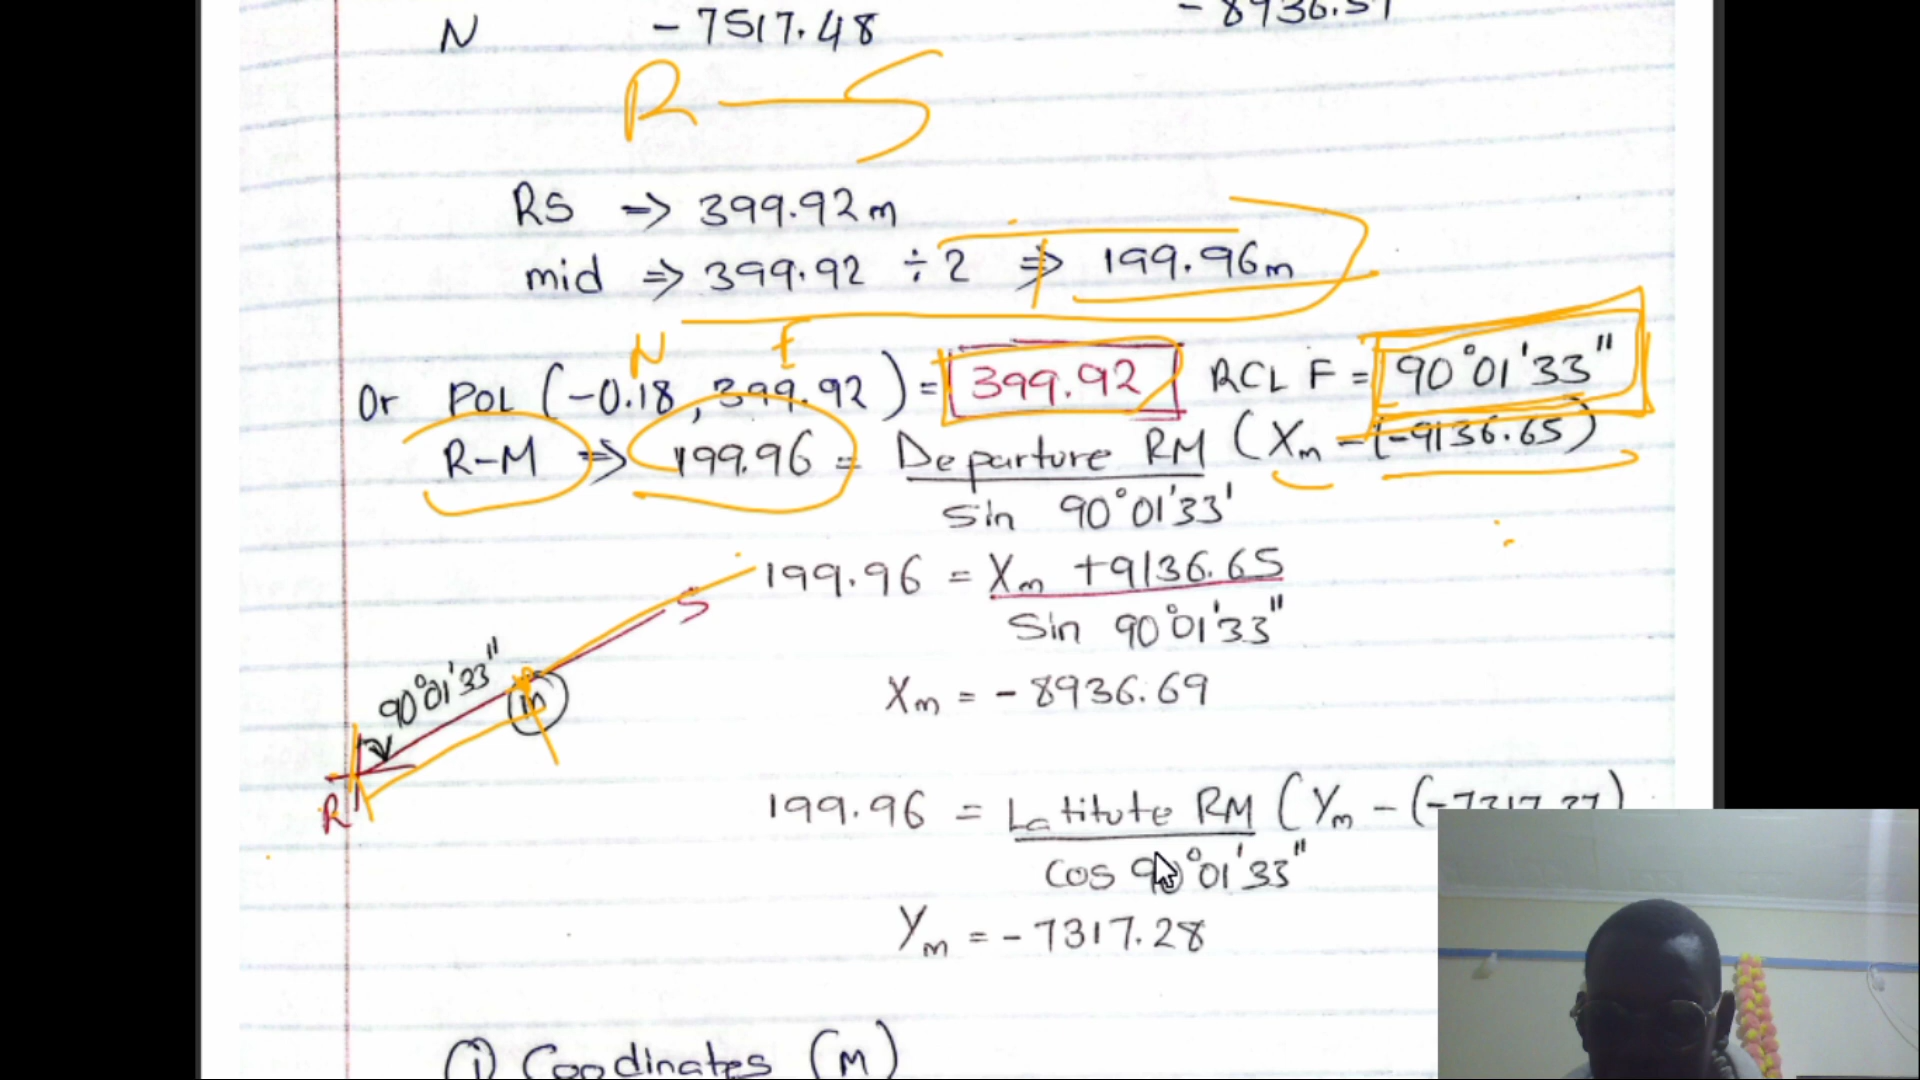 N -7517.48
R-S
RS => 399.92m
mid => 399.92 ÷ 2 => 199.96m
N E
Or POL (-0.18, 399.92) = 399.92 RCL F = 90°01'33"
R-M => 199.96 = Departure RM (Xm - (-9136.65)
Sin 90°01'33'
199.96 = Xm +9136.65
Sin 90°01'33"
S
90°01'33"
m
R
Xm = -8936.69
199.96 = Latitute RM (Ym - (-7317.27)
Cos 90°01'33"
Ym = -7317.28
(i) Coodinates (M)